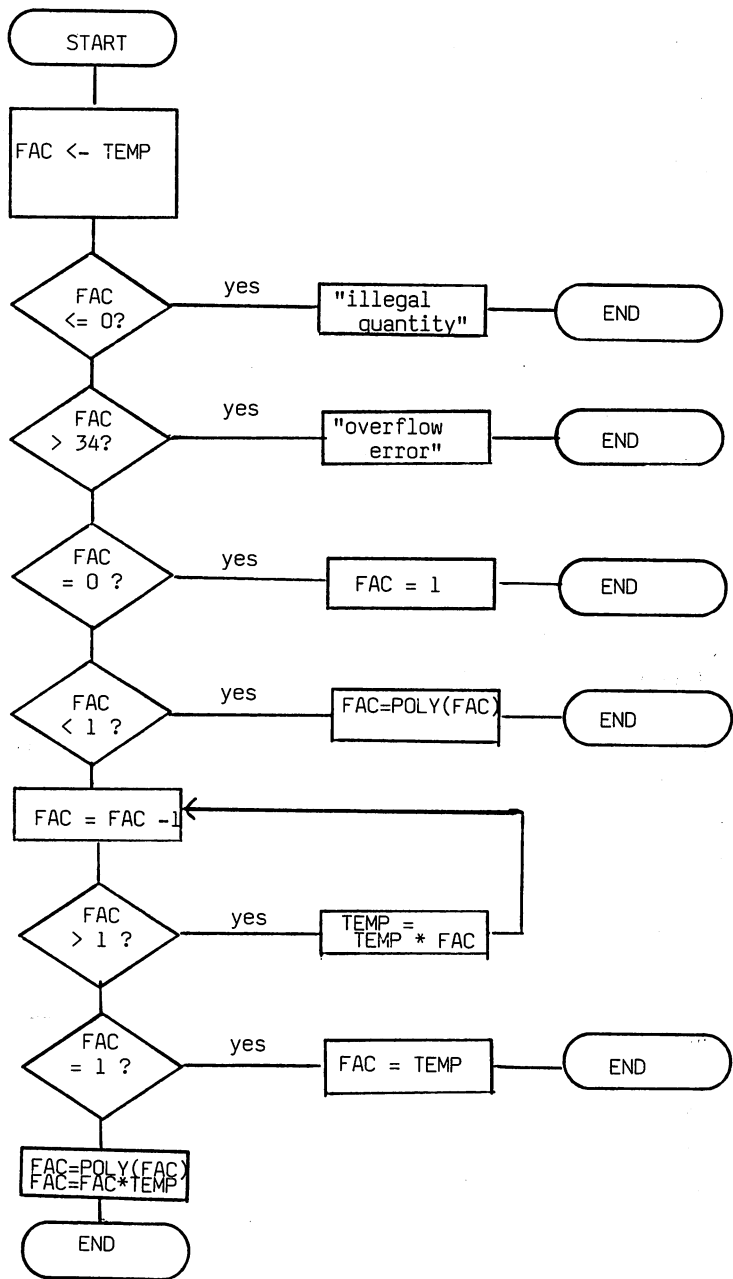 START
FAC <- TEMP
FAC
<= 0?
yes
"illegal
quantity"
END
FAC
> 34?
yes
"overflow
error"
END
FAC
= 0 ?
yes
FAC = 1
END
FAC
< 1 ?
yes
FAC=POLY(FAC)
END
FAC = FAC -1
FAC
> 1 ?
yes
TEMP =
TEMP * FAC
FAC
= 1 ?
yes
FAC = TEMP
END
FAC=POLY(FAC)
FAC=FAC*TEMP
END